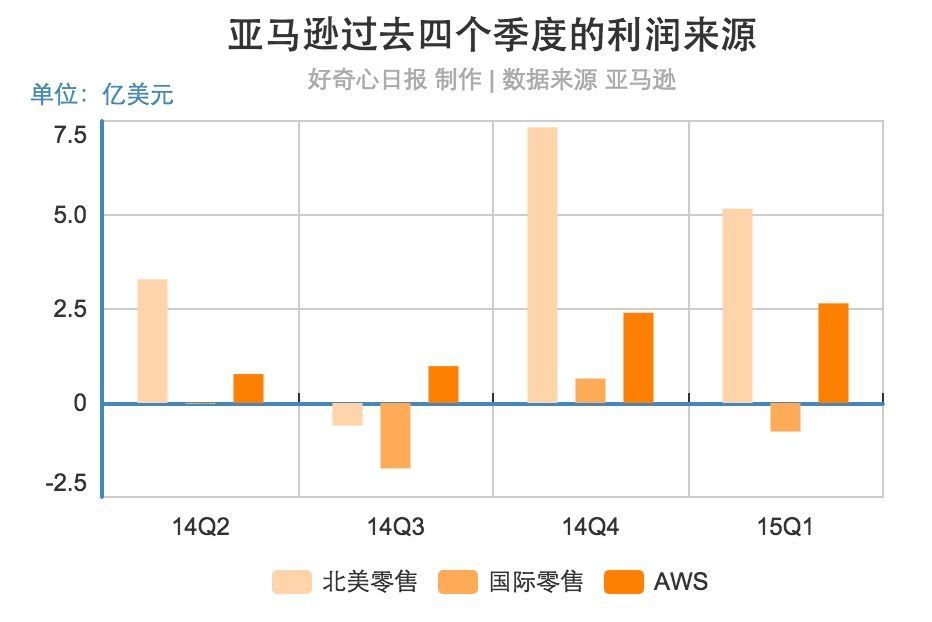 亚马逊过去四个季度的利润来源
好奇心日报 制作 | 数据来源 亚马逊
单位：亿美元
7.5
5.0
2.5
0
-2.5
14Q2 14Q3 14Q4 15Q1
北美零售 国际零售 AWS